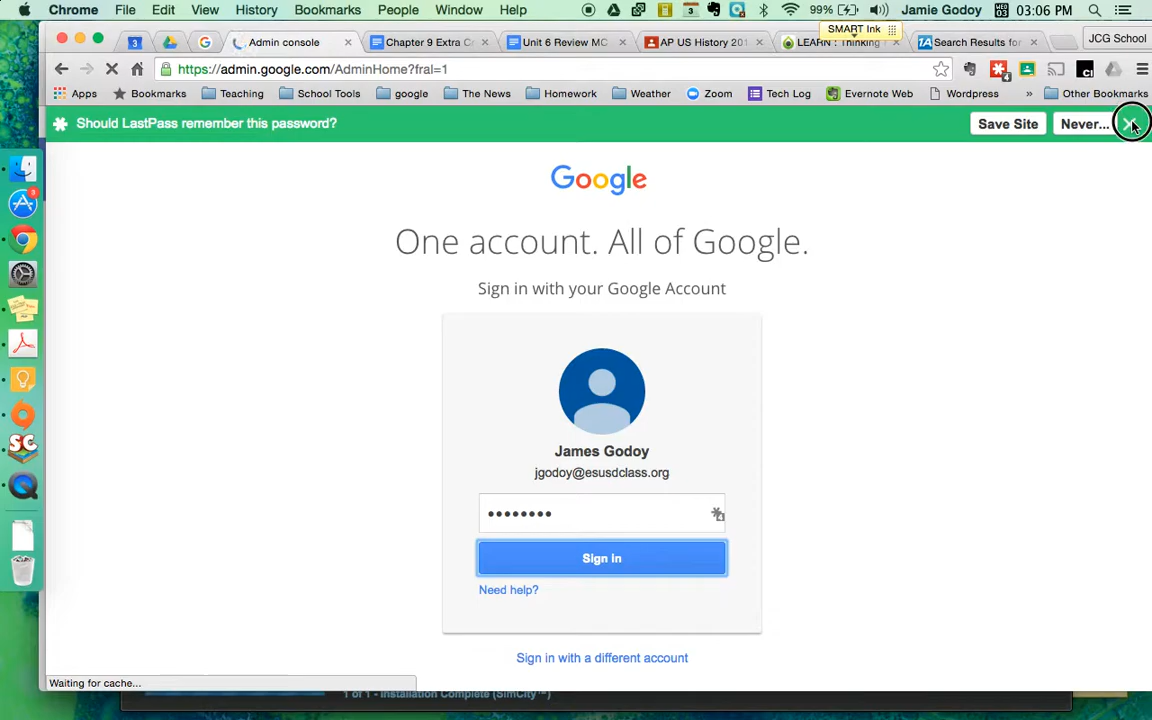 Chrome File Edit View History Bookmarks People Window Help 3 99% Jamie Godoy WED 03 03:06 PM
SMART Ink
3 Admin console Chapter 9 Extra C Unit 6 Review MC AP US History 201 LEARN : Thinking Search Results for JCG School
https://admin.google.com/AdminHome?fral=1
Apps Bookmarks Teaching School Tools google The News Homework Weather Zoom Tech Log Evernote Web Wordpress » Other Bookmarks
Should LastPass remember this password? Save Site Never...
Google
One account. All of Google.
Sign in with your Google Account
James Godoy
jgodoy@esusdclass.org
Sign in
Need help?
Sign in with a different account
Waiting for cache...
1 of 1 - Installation Complete (SimCity™)